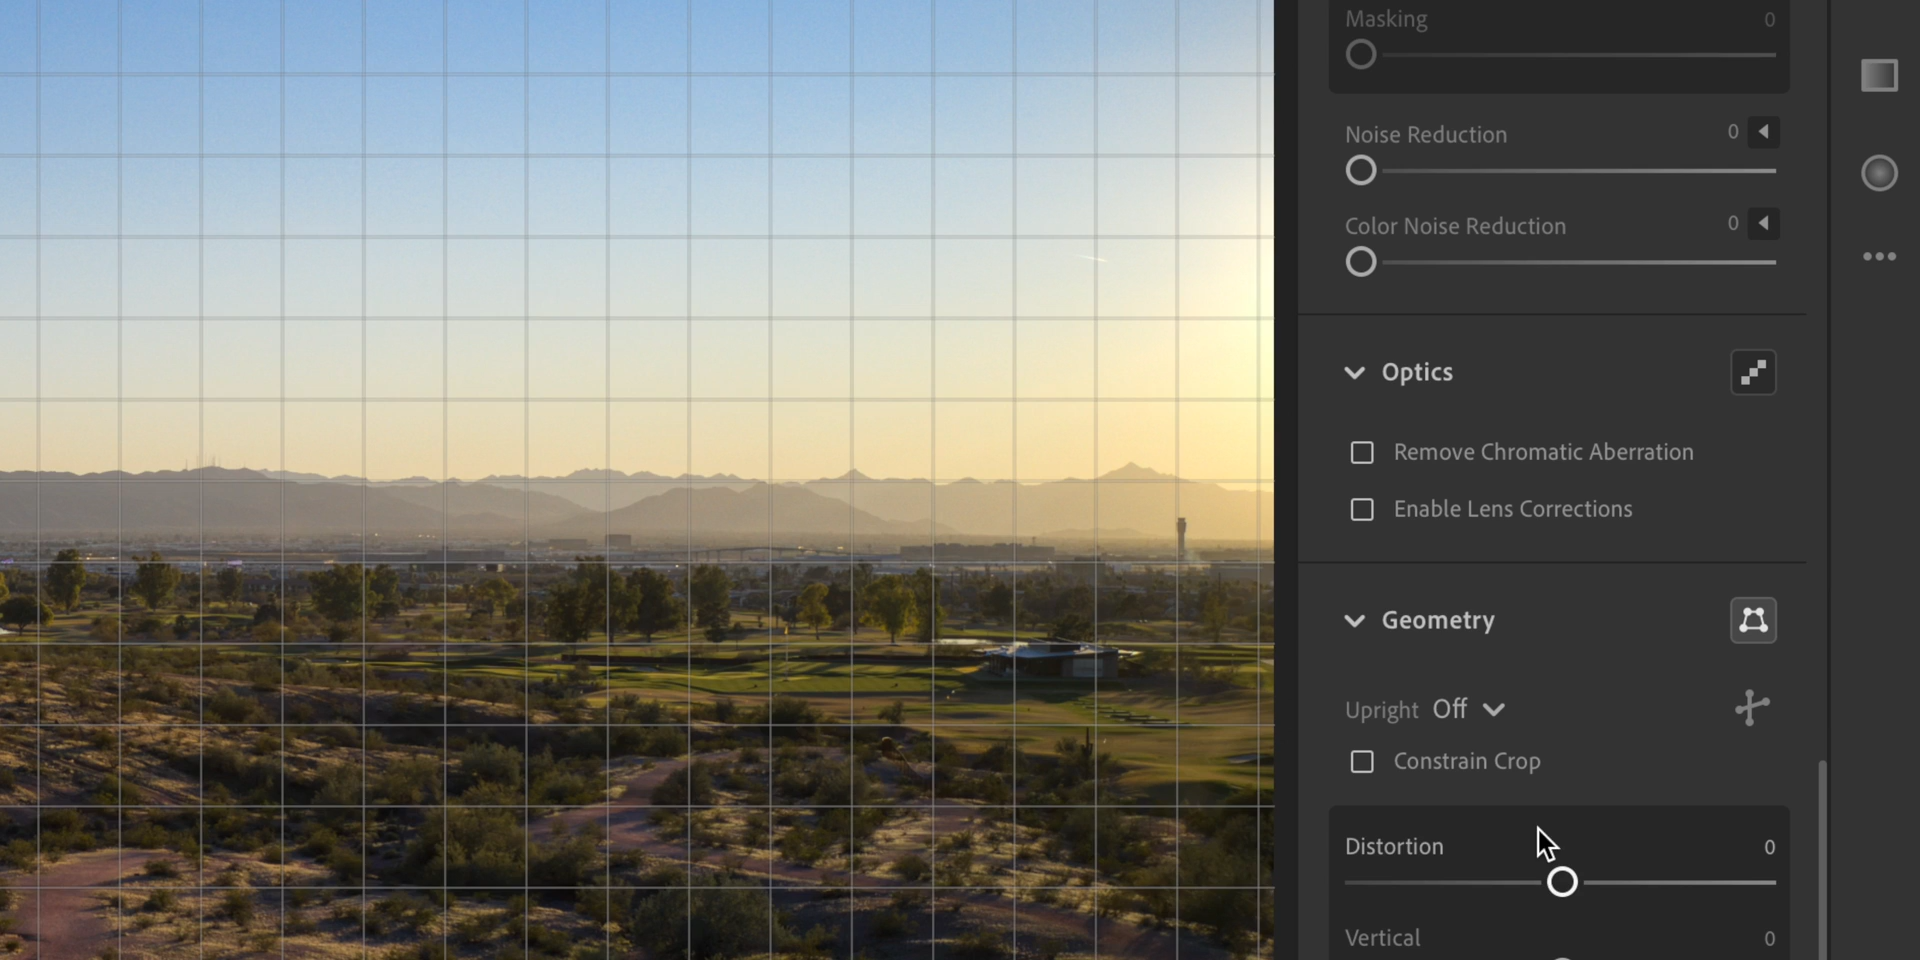 Masking 0
Noise Reduction 0
Color Noise Reduction 0
Optics
Remove Chromatic Aberration
Enable Lens Corrections
Geometry
Upright Off
Constrain Crop
Distortion 0
Vertical 0